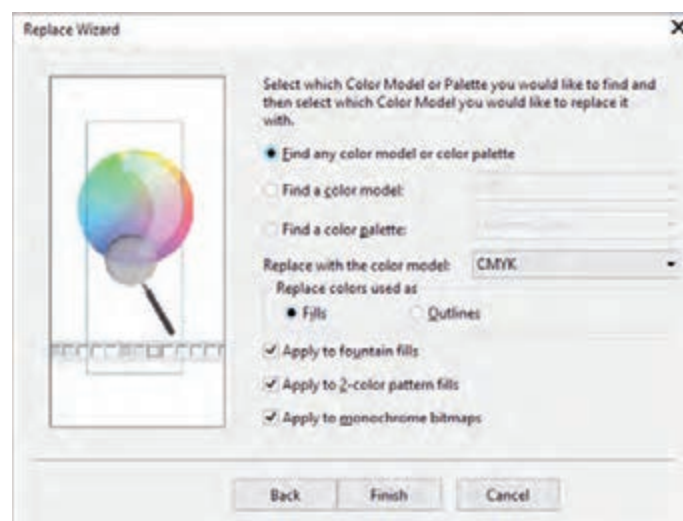 Replace Wizard
Select which Color Model or Palette you would like to find and
then select which Color Model you would like to replace it
with.
Find any color model or color palette
Find a color model:
Find a color palette:
Replace with the color model: CMYK
Replace colors used as
Fills Outlines
Apply to fountain fills
Apply to 2-color pattern fills
Apply to monochrome bitmaps
Back Finish Cancel